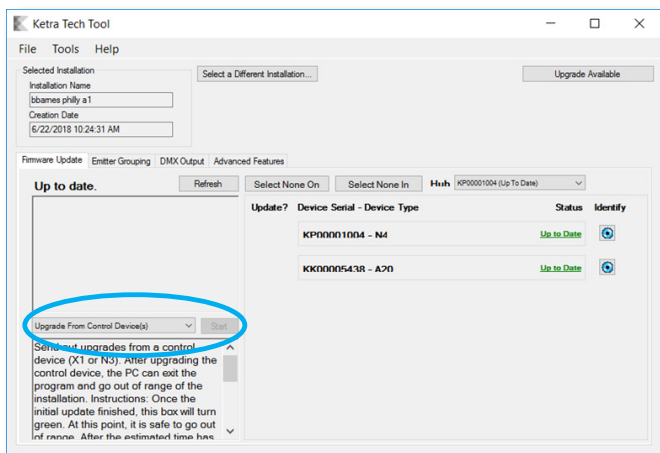 Ketra Tech Tool
File Tools Help
Selected Installation
Installation Name
bbarnes philly a1
Creation Date
6/22/2018 10:24:31 AM
Select a Different Installation...
Upgrade Available
Firmware Update Emitter Grouping DMX Output Advanced Features
Up to date.
Refresh
Select None On
Select None In
Hub KP00001004 (Up To Date)
Update? Device Serial - Device Type Status Identify
KP00001004 - N4 Up to Date
KK00005438 - A20 Up to Date
Upgrade From Control Device(s)
Start
Send out upgrades from a control
device (X1 or N3). After upgrading the
control device, the PC can exit the
program and go out of range of the
installation. Instructions: Once the
initial update finished, this box will turn
green. At this point, it is safe to go out
of range. After the estimated time has